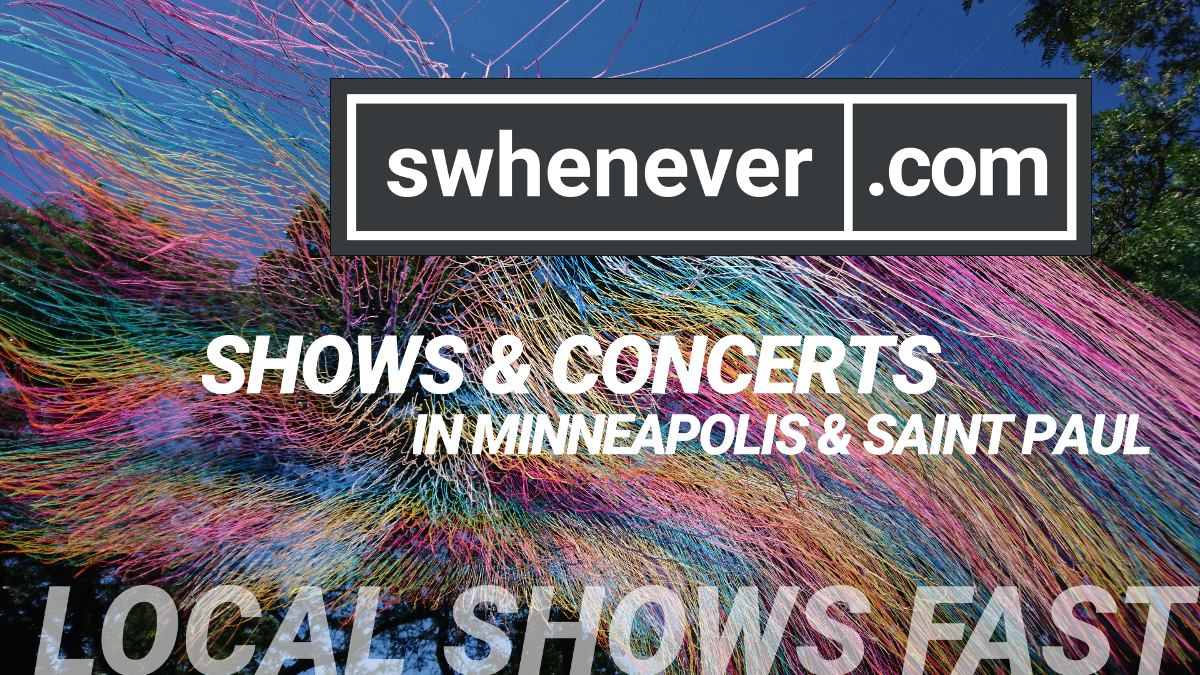 swhenever .com
SHOWS & CONCERTS
IN MINNEAPOLIS & SAINT PAUL
LOCAL SHOWS FAST